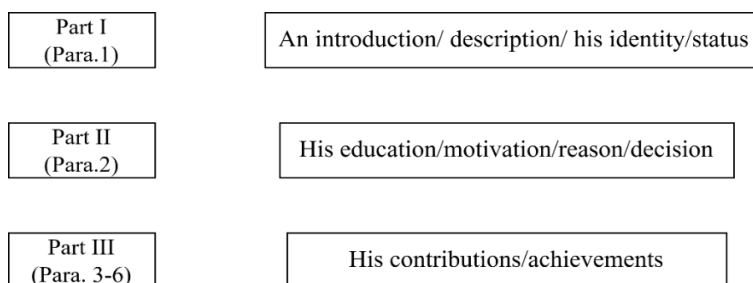 Part I
(Para.1)
An introduction/ description/ his identity/status
Part II
(Para.2)
His education/motivation/reason/decision
Part III
(Para. 3-6)
His contributions/achievements